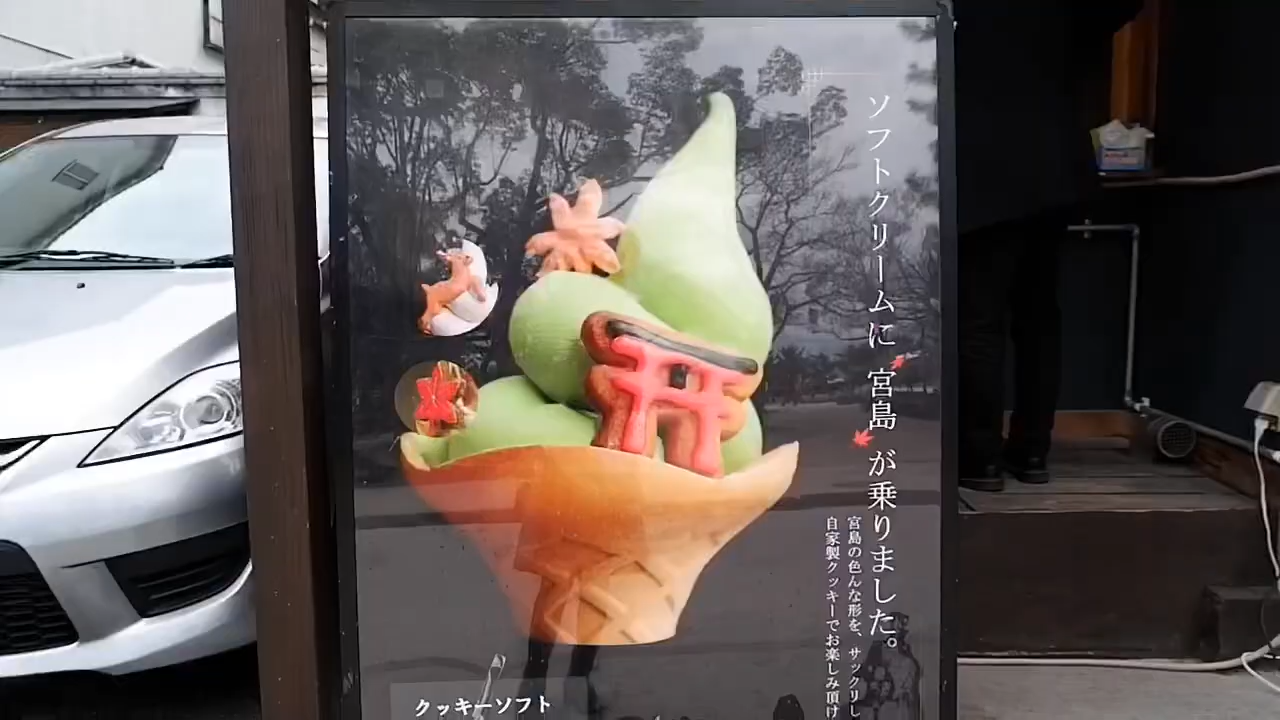 ソフトクリームに宮島が乗りました。
宮島の色んな形を、サックリし
自家製クッキーでお楽しみ頂け
クッキーソフト